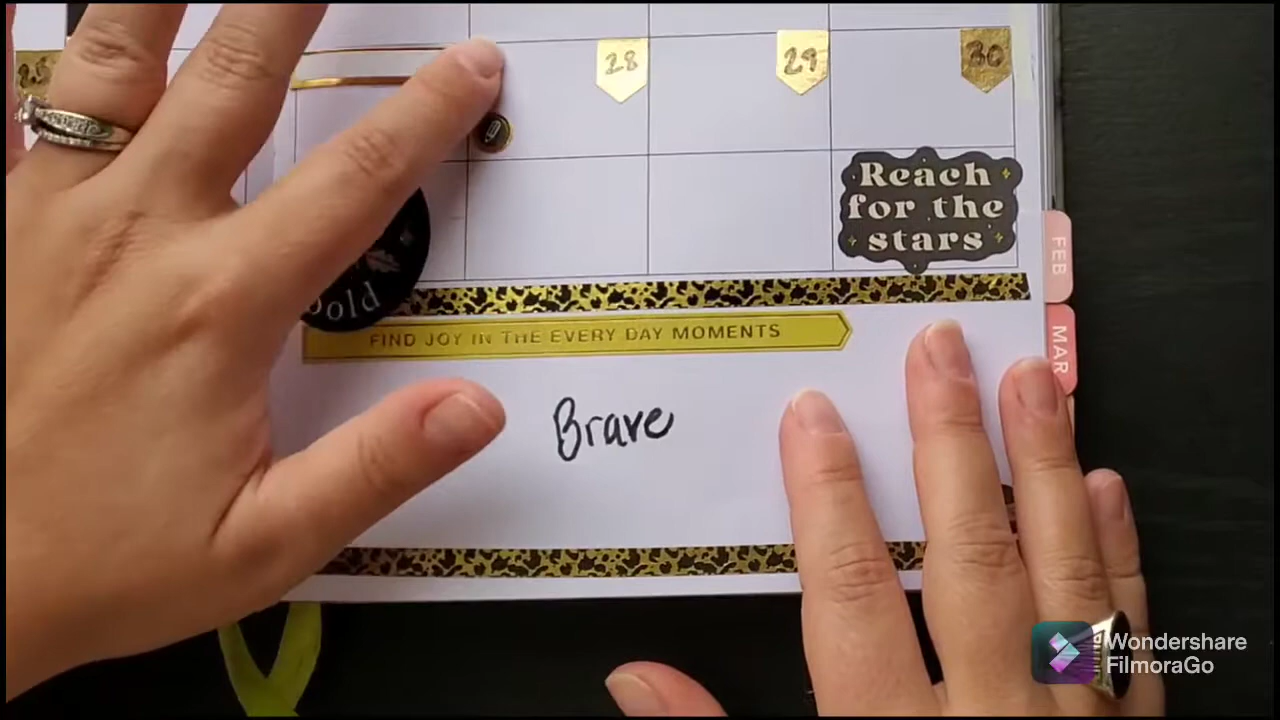 25
28
29
30
Reach
for the
stars
bold
FIND JOY IN THE EVERY DAY MOMENTS
Brave
FEB
MAR
Wondershare
FilmoraGo